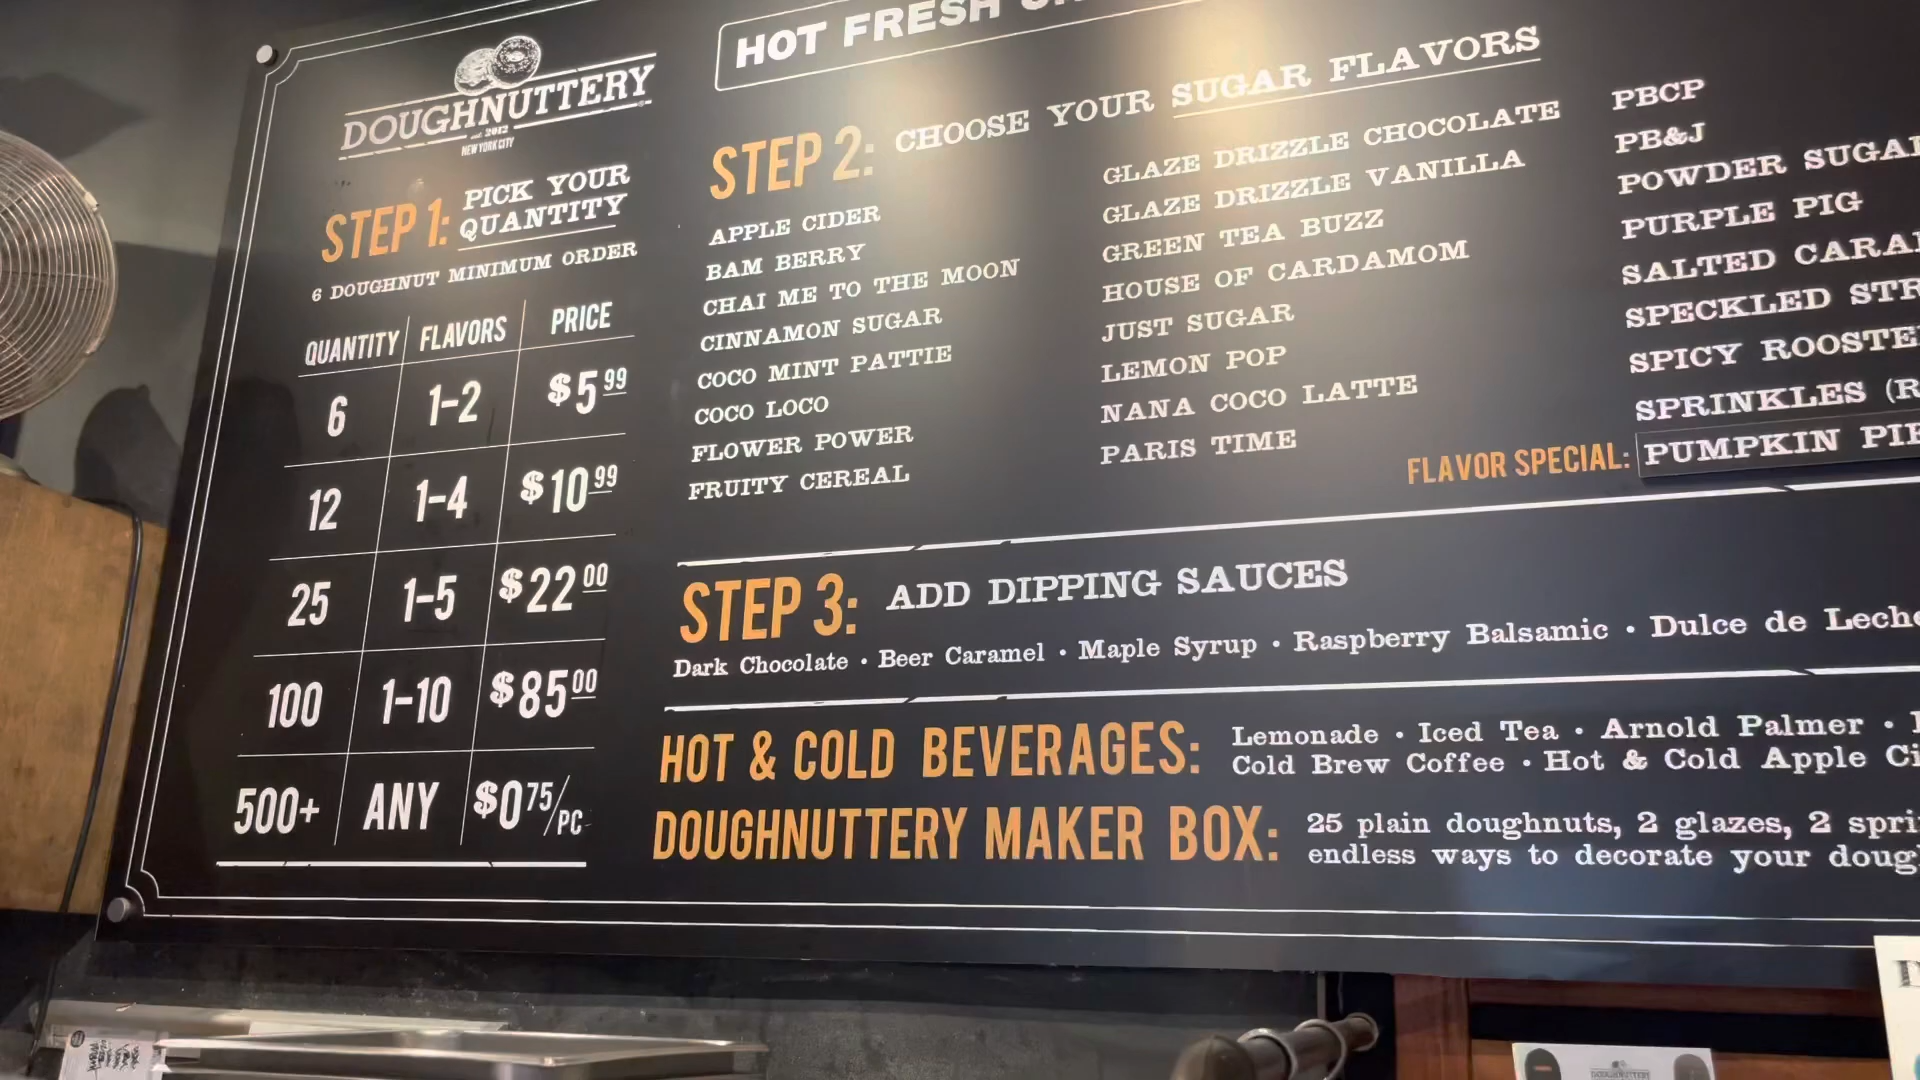 DOUGHNUTTERY
est. 2012
NEW YORK CITY
STEP 1: PICK YOUR QUANTITY
6 DOUGHNUT MINIMUM ORDER
QUANTITY FLAVORS PRICE
6 1-2 $5.99
12 1-4 $10.99
25 1-5 $22.00
100 1-10 $85.00
500+ ANY $0.75/PC
HOT FRESH
STEP 2: CHOOSE YOUR SUGAR FLAVORS
APPLE CIDER
BAM BERRY
CHAI ME TO THE MOON
CINNAMON SUGAR
COCO MINT PATTIE
COCO LOCO
FLOWER POWER
FRUITY CEREAL
GLAZE DRIZZLE CHOCOLATE
GLAZE DRIZZLE VANILLA
GREEN TEA BUZZ
HOUSE OF CARDAMOM
JUST SUGAR
LEMON POP
NANA COCO LATTE
PARIS TIME
PBCP
PB&J
POWDER SUGA
PURPLE PIG
SALTED CARA
SPECKLED STR
SPICY ROOSTE
SPRINKLES (R
FLAVOR SPECIAL: PUMPKIN PIE
STEP 3: ADD DIPPING SAUCES
Dark Chocolate • Beer Caramel • Maple Syrup • Raspberry Balsamic • Dulce de Leche
HOT & COLD BEVERAGES: Lemonade • Iced Tea • Arnold Palmer •
Cold Brew Coffee • Hot & Cold Apple Ci
DOUGHNUTTERY MAKER BOX: 25 plain doughnuts, 2 glazes, 2 spri
endless ways to decorate your doug
DOUGHNUTTERY